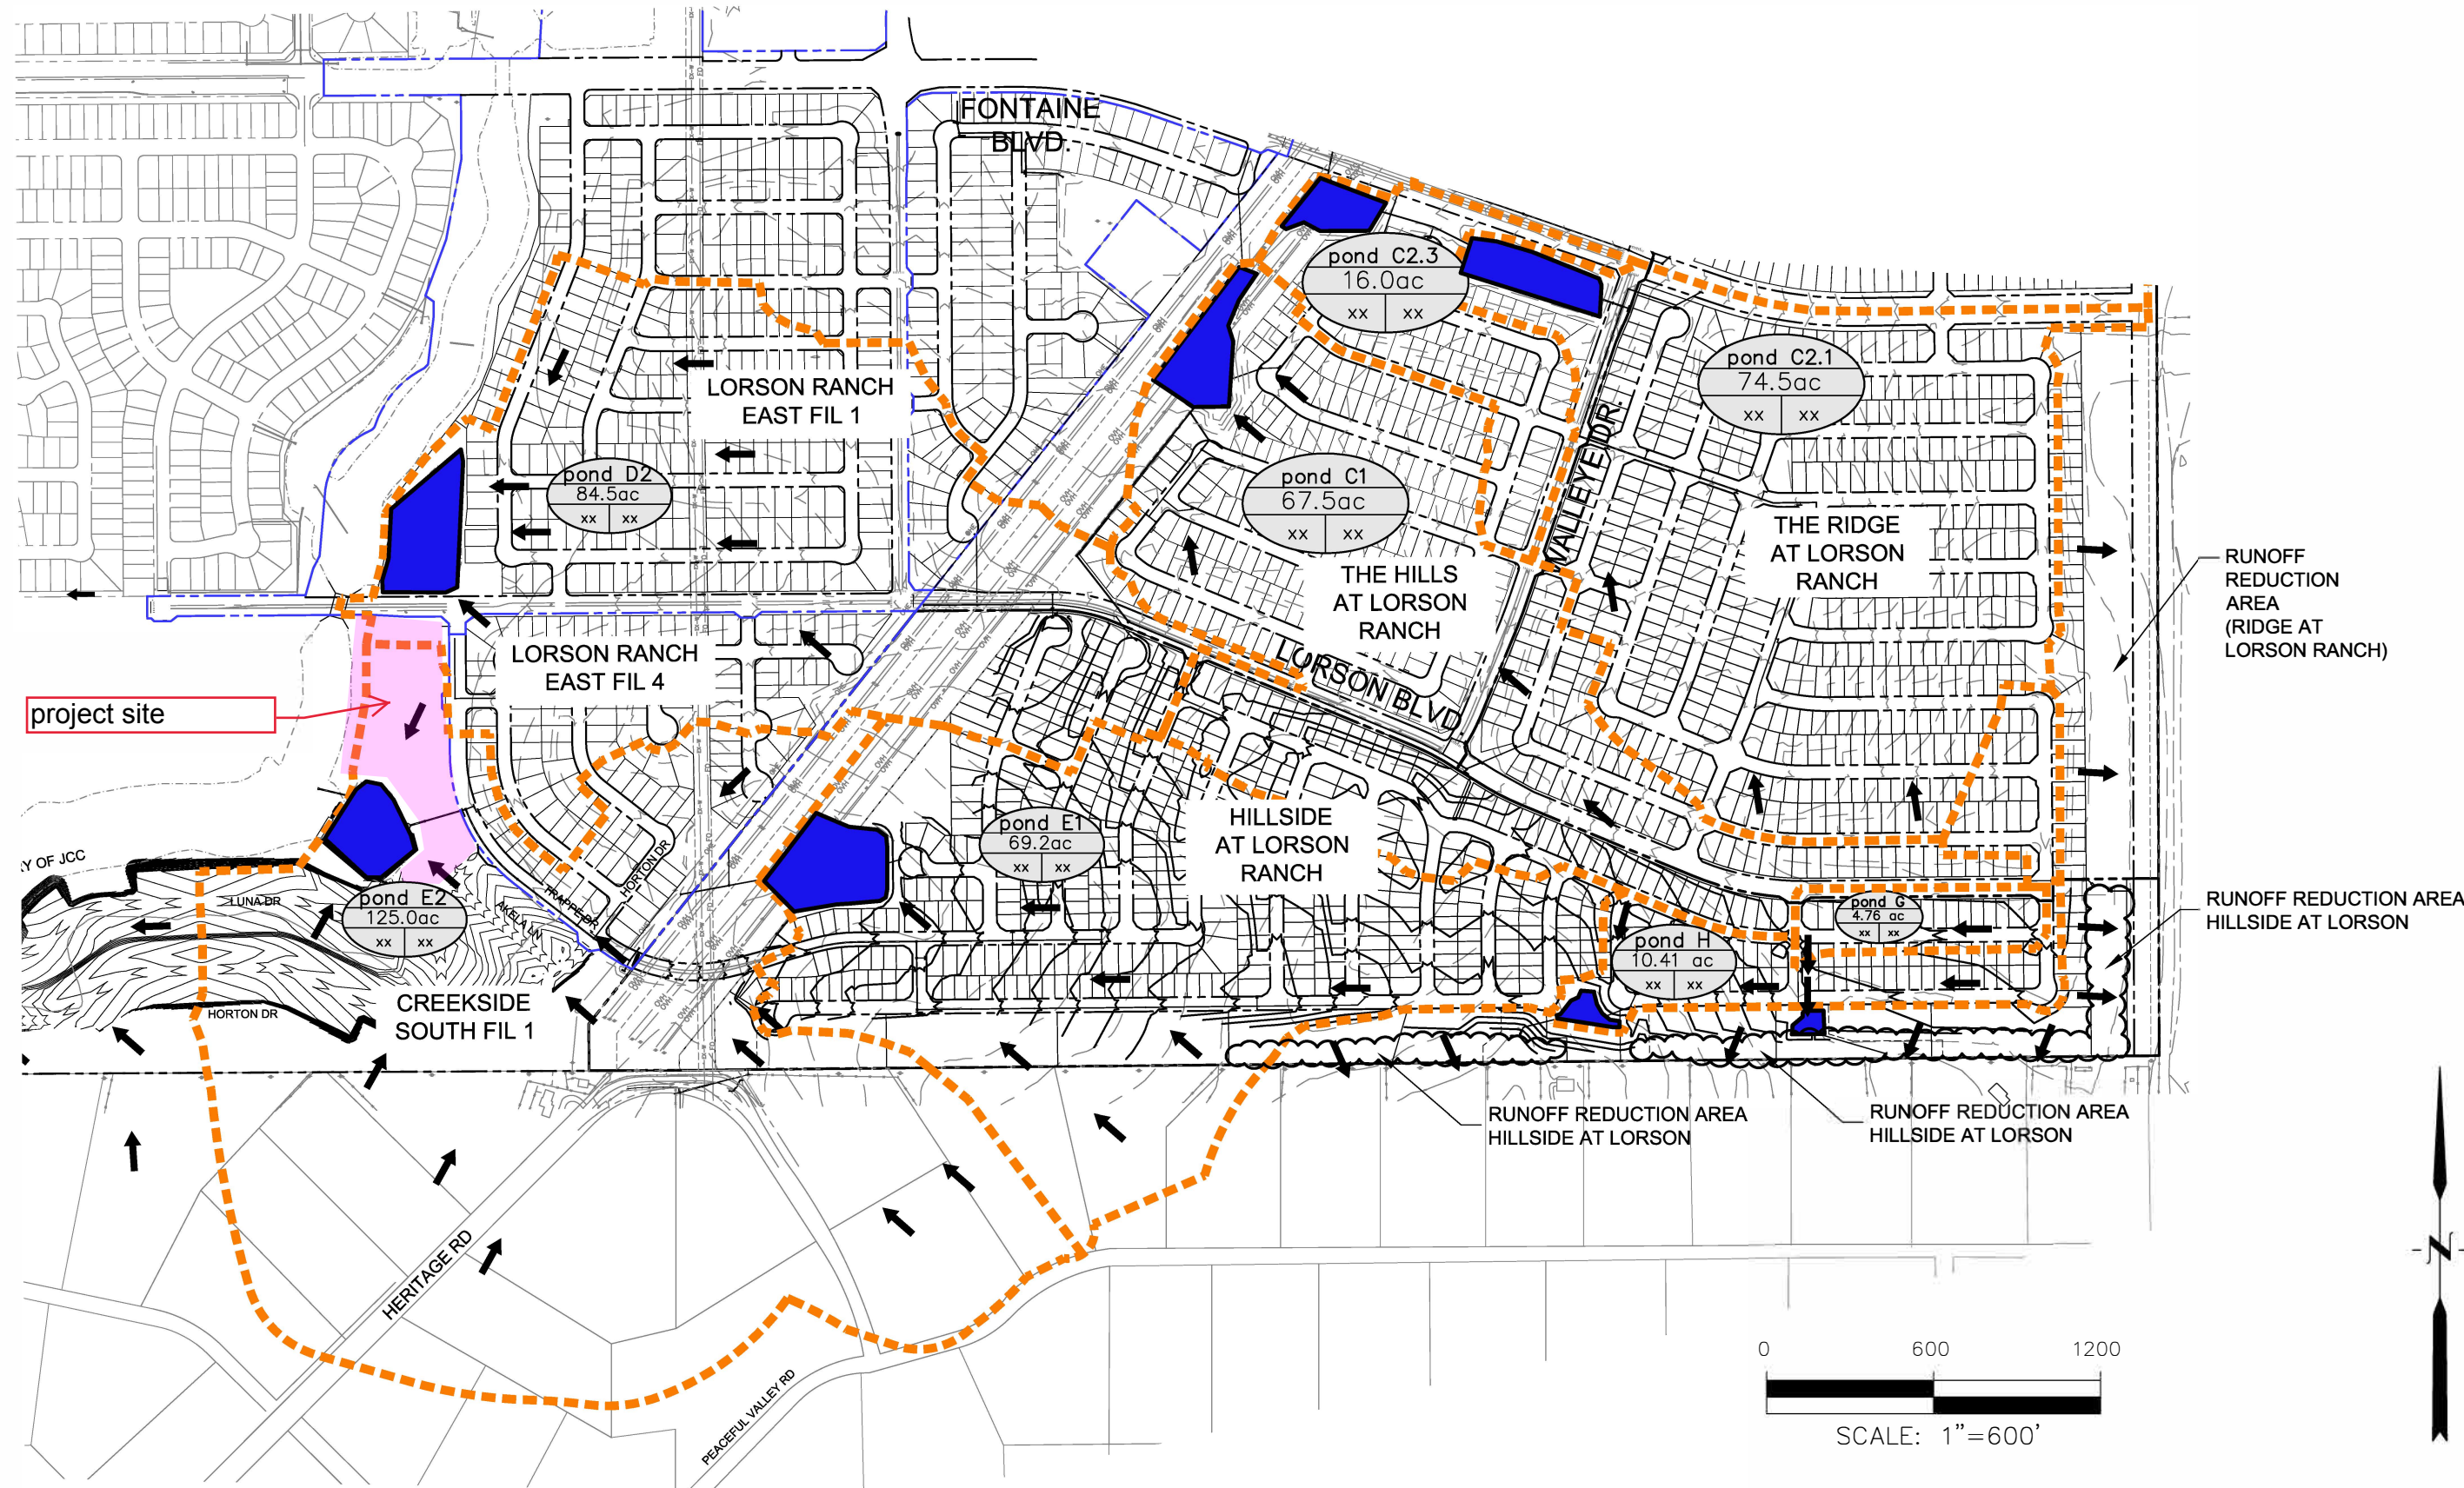 FONTAINE
BLVD.
pond C2.3
16.0ac
xx xx
pond C2.1
74.5ac
xx xx
LORSON RANCH
EAST FIL 1
pond D2
84.5ac
xx xx
pond C1
67.5ac
xx xx
WALLEYE DR.
THE RIDGE
AT LORSON
RANCH
THE HILLS
AT LORSON
RANCH
RUNOFF
REDUCTION
AREA
(RIDGE AT
LORSON RANCH)
LORSON RANCH
EAST FIL 4
LORSON BLVD
project site
HILLSIDE
AT LORSON
RANCH
pond E1
69.2ac
xx xx
HORTON DR
TRAPPE DR
AKELA LN
Y OF JCC
LUNA DR
pond E2
125.0ac
xx xx
pond G
4.76 ac
xx xx
RUNOFF REDUCTION AREA
HILLSIDE AT LORSON
pond H
10.41 ac
xx xx
CREEKSIDE
SOUTH FIL 1
HORTON DR
RUNOFF REDUCTION AREA
HILLSIDE AT LORSON
RUNOFF REDUCTION AREA
HILLSIDE AT LORSON
HERITAGE RD
PEACEFUL VALLEY RD
N
0 600 1200
SCALE: 1"=600'